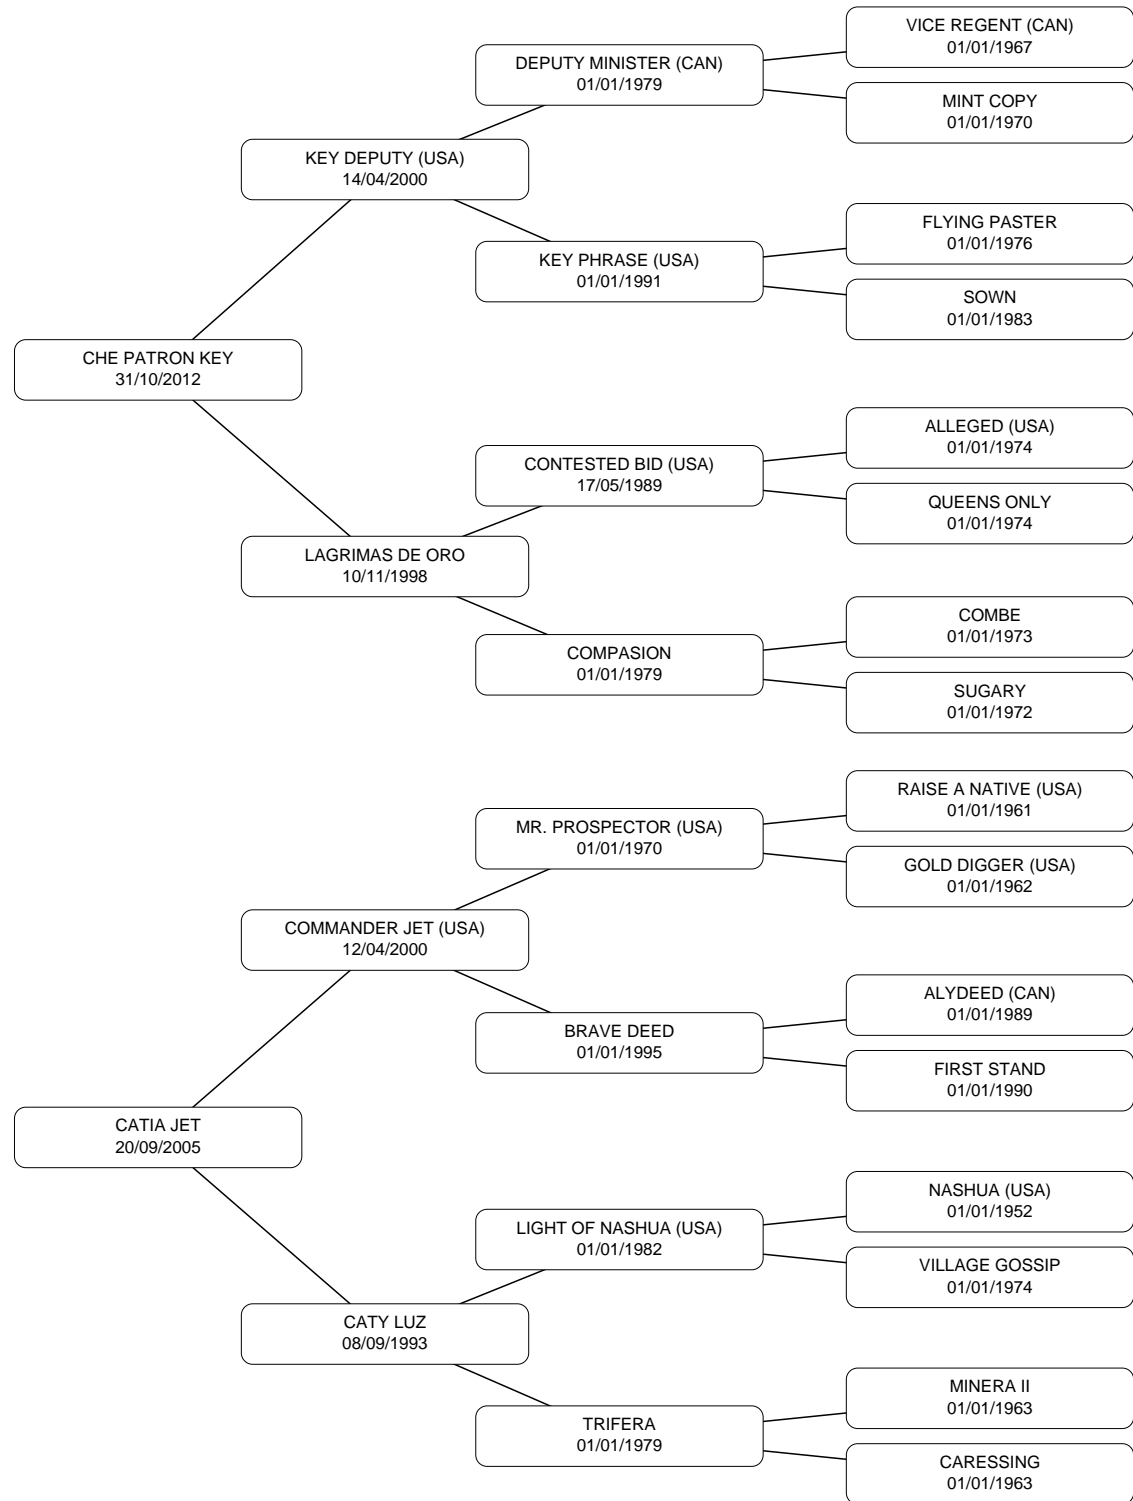 VICE REGENT (CAN)
01/01/1967
DEPUTY MINISTER (CAN)
01/01/1979
MINT COPY
01/01/1970
KEY DEPUTY (USA)
14/04/2000
FLYING PASTER
01/01/1976
KEY PHRASE (USA)
01/01/1991
SOWN
01/01/1983
CHE PATRON KEY
31/10/2012
ALLEGED (USA)
01/01/1974
CONTESTED BID (USA)
17/05/1989
QUEENS ONLY
01/01/1974
LAGRIMAS DE ORO
10/11/1998
COMBE
01/01/1973
COMPASION
01/01/1979
SUGARY
01/01/1972
RAISE A NATIVE (USA)
01/01/1961
MR. PROSPECTOR (USA)
01/01/1970
GOLD DIGGER (USA)
01/01/1962
COMMANDER JET (USA)
12/04/2000
ALYDEED (CAN)
01/01/1989
BRAVE DEED
01/01/1995
FIRST STAND
01/01/1990
CATIA JET
20/09/2005
NASHUA (USA)
01/01/1952
LIGHT OF NASHUA (USA)
01/01/1982
VILLAGE GOSSIP
01/01/1974
CATY LUZ
08/09/1993
MINERA II
01/01/1963
TRIFERA
01/01/1979
CARESSING
01/01/1963